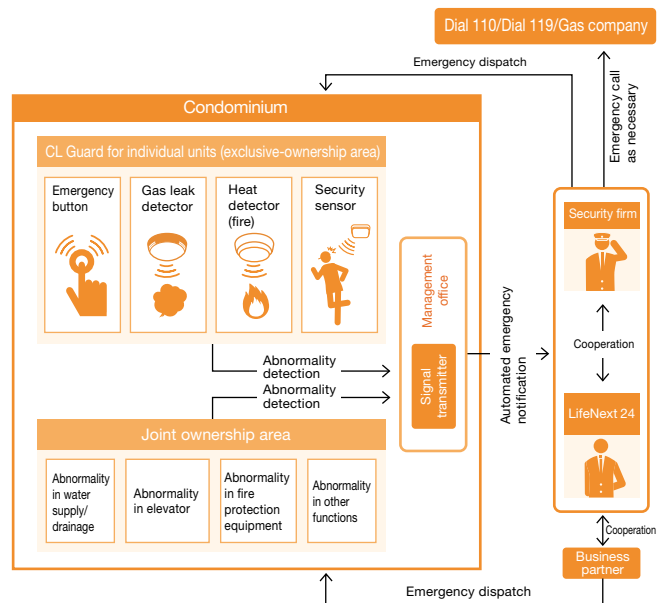 Dial 110/Dial 119/Gas company
Emergency dispatch
Emergency call
as necessary
Condominium
CL Guard for individual units (exclusive-ownership area)
Emergency
button
Gas leak
detector
Heat
detector
(fire)
Security
sensor
Management
office
Signal
transmitter
Abnormality
detection
Abnormality
detection
Automated emergency
notification
Security firm
Cooperation
LifeNext 24
Joint ownership area
Abnormality
in water
supply/
drainage
Abnormality
in elevator
Abnormality
in fire
protection
equipment
Abnormality
in other
functions
Cooperation
Business
partner
Emergency dispatch